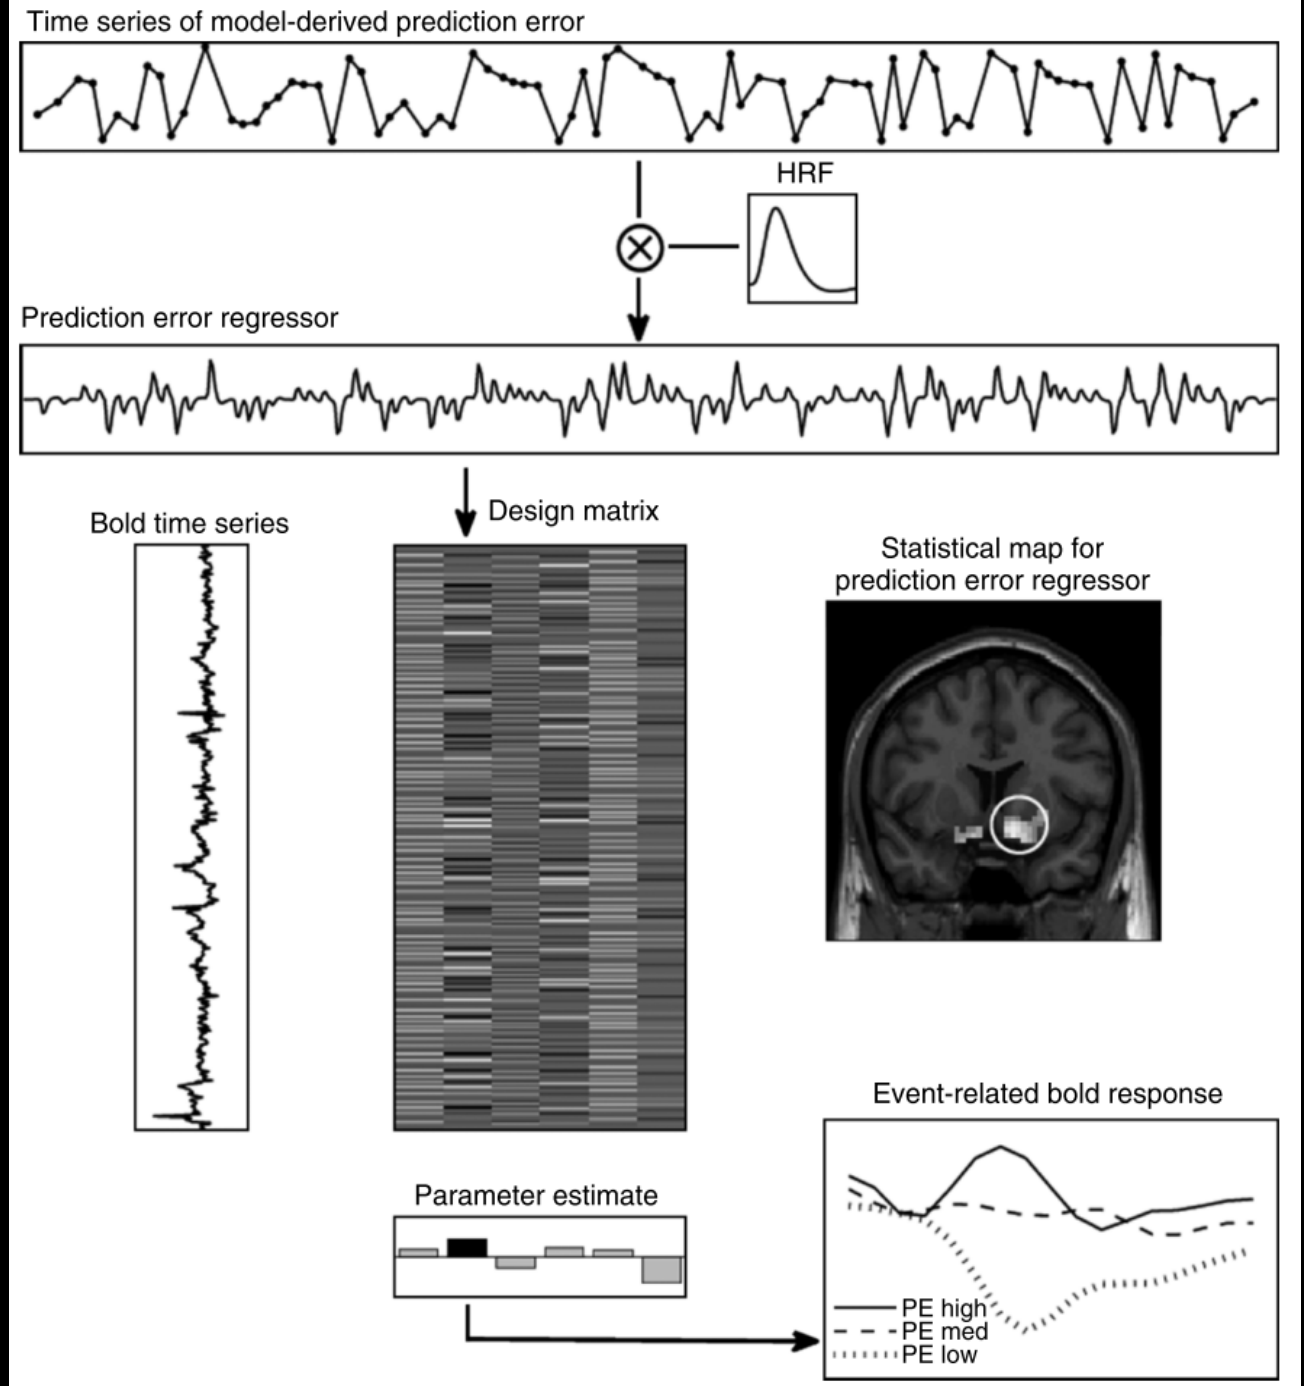 Time series of model-derived prediction error
HRF
Prediction error regressor
Design matrix
Bold time series
Statistical map for
prediction error regressor
Event-related bold response
Parameter estimate
PE high
PE med
PE low